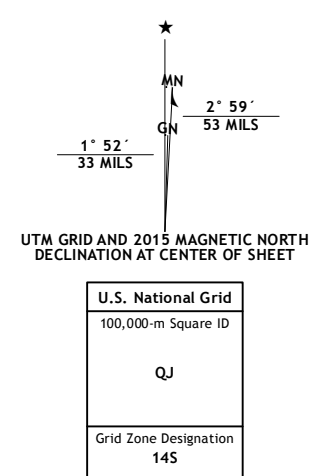 ★
MN
2° 59´
53 MILS
GN
1° 52´
33 MILS
UTM GRID AND 2015 MAGNETIC NORTH
DECLINATION AT CENTER OF SHEET
U.S. National Grid
100,000-m Square ID
QJ
Grid Zone Designation
14S